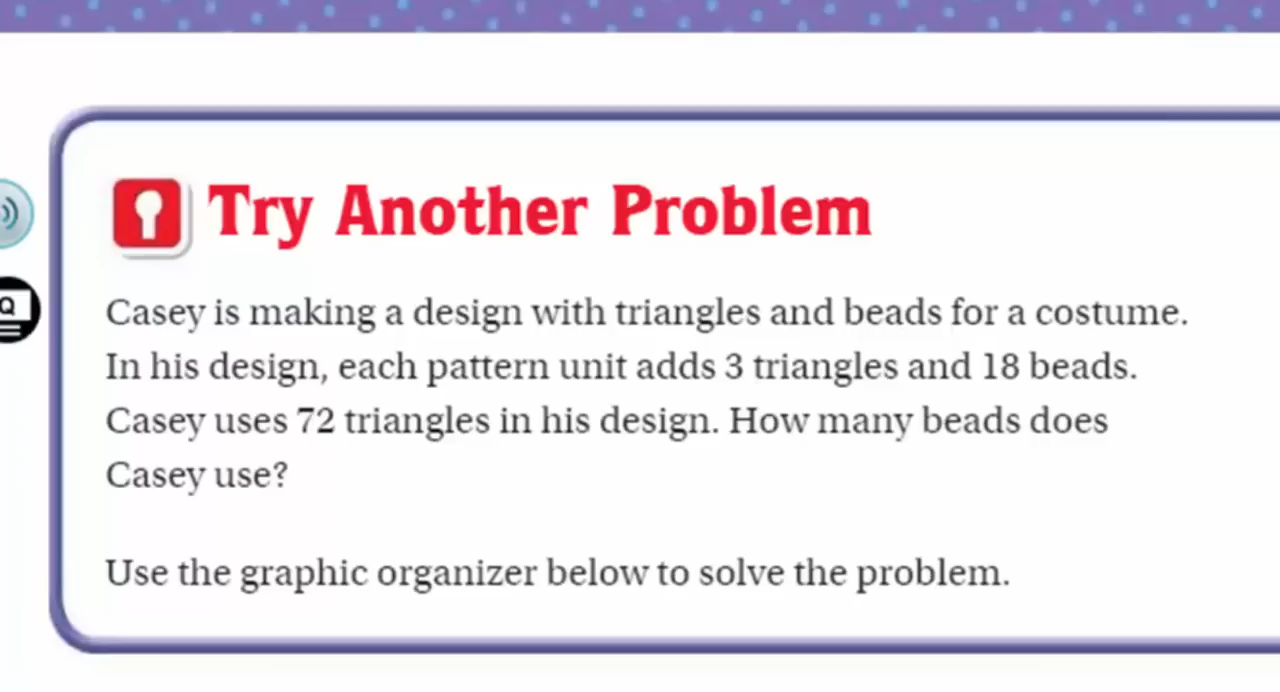 Try Another Problem
Q
Casey is making a design with triangles and beads for a costume.
In his design, each pattern unit adds 3 triangles and 18 beads.
Casey uses 72 triangles in his design. How many beads does
Casey use?
Use the graphic organizer below to solve the problem.